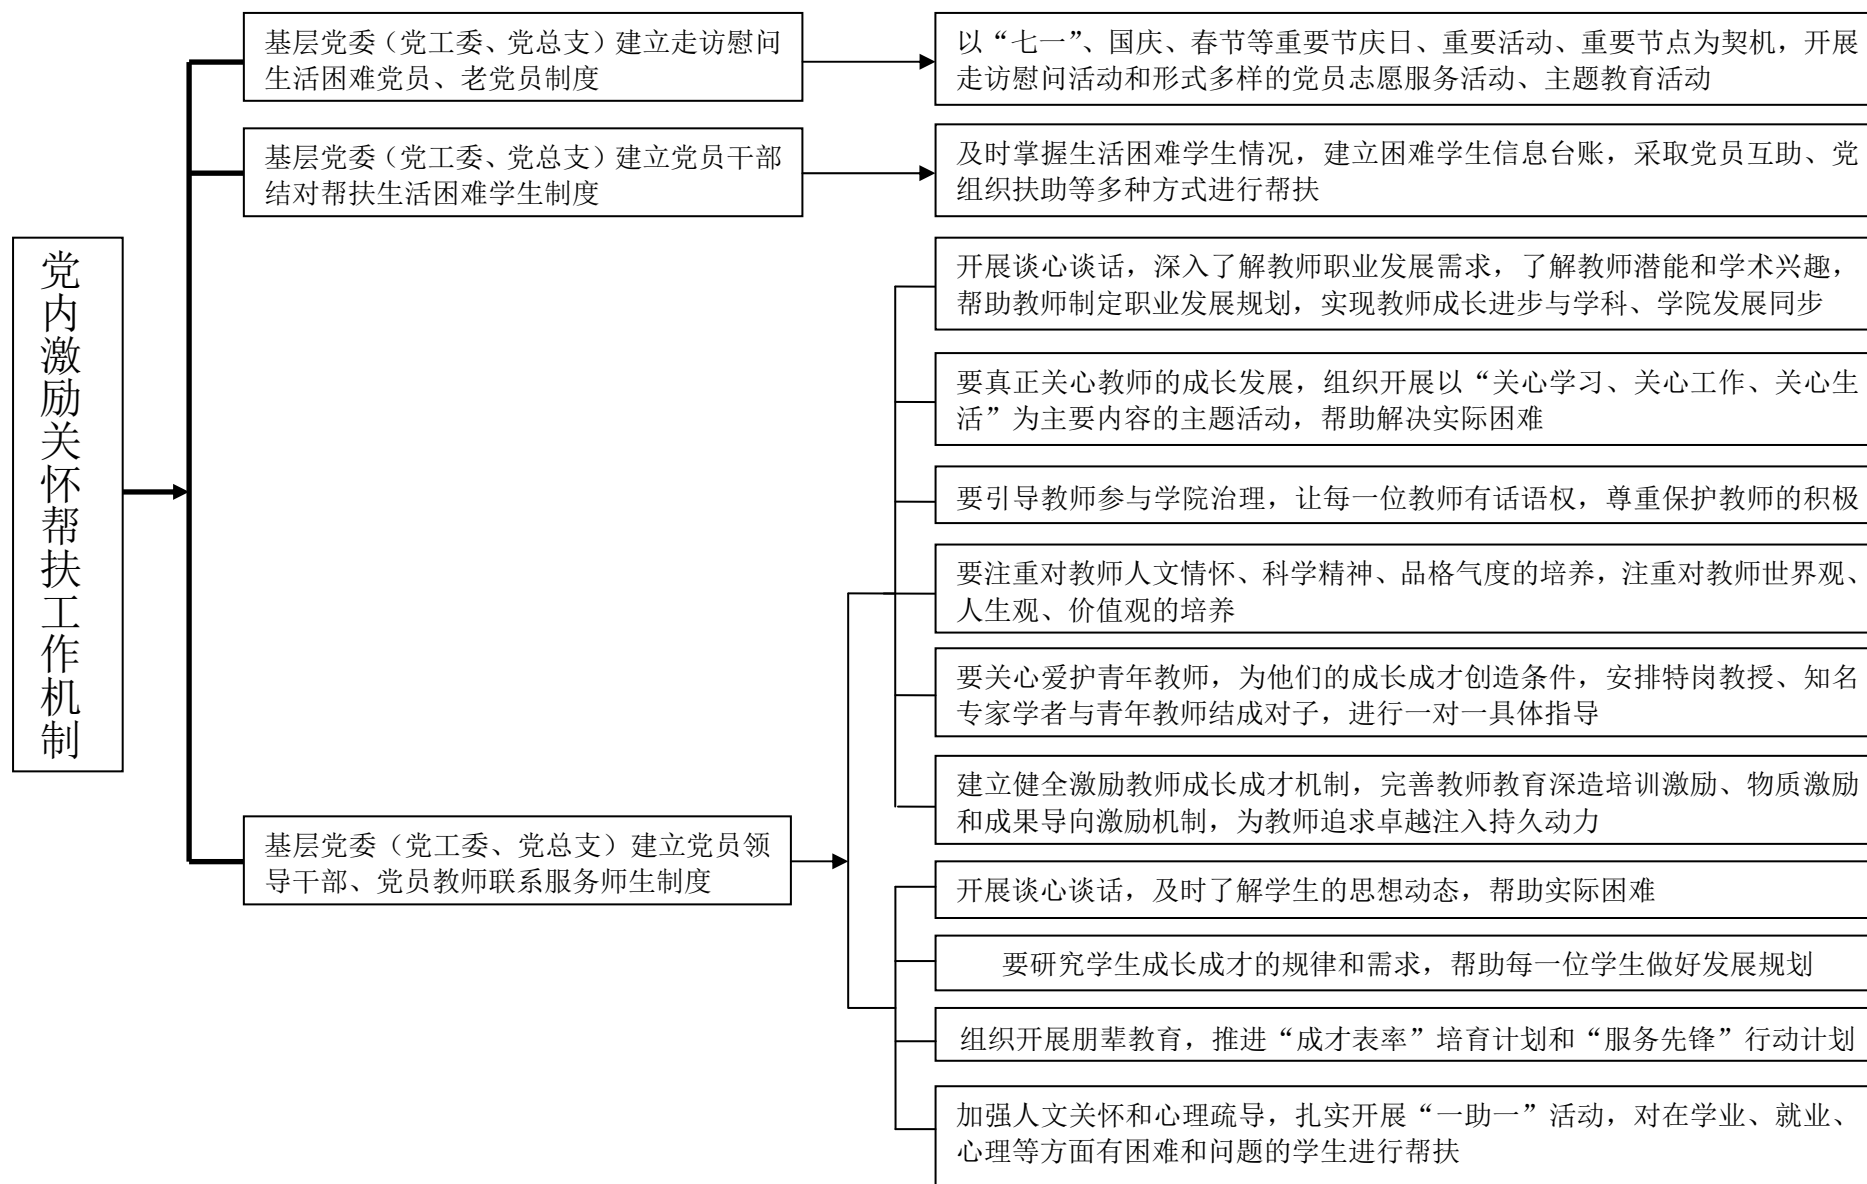 党内激励关怀帮扶工作机制
基层党委（党工委、党总支）建立走访慰问
生活困难党员、老党员制度
以“七一”、国庆、春节等重要节庆日、重要活动、重要节点为契机，开展
走访慰问活动和形式多样的党员志愿服务活动、主题教育活动
基层党委（党工委、党总支）建立党员干部
结对帮扶生活困难学生制度
及时掌握生活困难学生情况，建立困难学生信息台账，采取党员互助、党
组织扶助等多种方式进行帮扶
基层党委（党工委、党总支）建立党员领
导干部、党员教师联系服务师生制度
开展谈心谈话，深入了解教师职业发展需求，了解教师潜能和学术兴趣，
帮助教师制定职业发展规划，实现教师成长进步与学科、学院发展同步
要真正关心教师的成长发展，组织开展以“关心学习、关心工作、关心生
活”为主要内容的主题活动，帮助解决实际困难
要引导教师参与学院治理，让每一位教师有话语权，尊重保护教师的积极
要注重对教师人文情怀、科学精神、品格气度的培养，注重对教师世界观、
人生观、价值观的培养
要关心爱护青年教师，为他们的成长成才创造条件，安排特岗教授、知名
专家学者与青年教师结成对子，进行一对一具体指导
建立健全激励教师成长成才机制，完善教师教育深造培训激励、物质激励
和成果导向激励机制，为教师追求卓越注入持久动力
开展谈心谈话，及时了解学生的思想动态，帮助实际困难
要研究学生成长成才的规律和需求，帮助每一位学生做好发展规划
组织开展朋辈教育，推进“成才表率”培育计划和“服务先锋”行动计划
加强人文关怀和心理疏导，扎实开展“一助一”活动，对在学业、就业、
心理等方面有困难和问题的学生进行帮扶